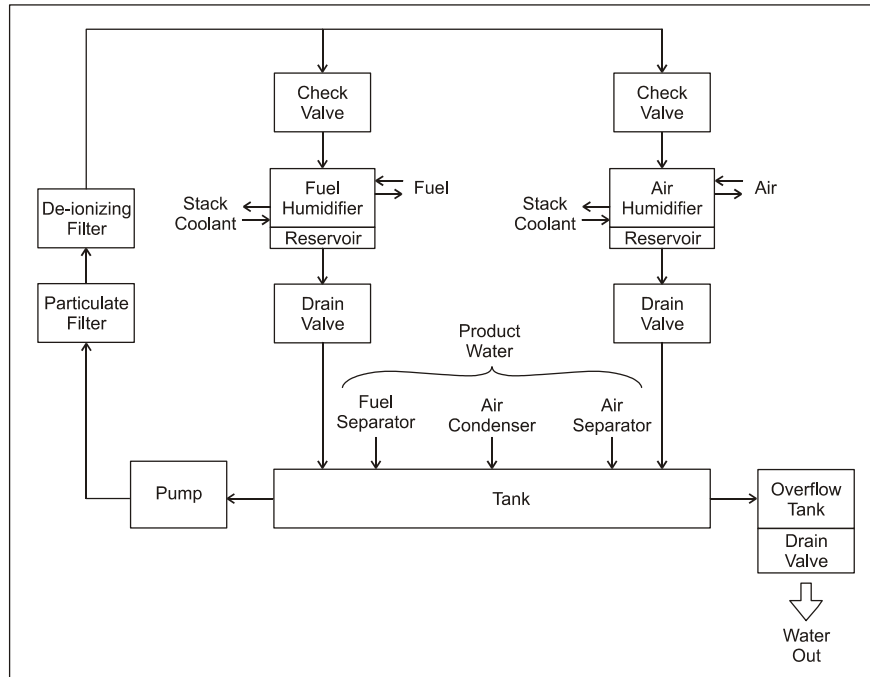 Check
Valve
Check
Valve
Fuel
Humidifier
Reservoir
Fuel
Stack
Coolant
Air
Humidifier
Reservoir
Air
Stack
Coolant
De-ionizing
Filter
Particulate
Filter
Drain
Valve
Drain
Valve
Product
Water
Fuel
Separator
Air
Condenser
Air
Separator
Pump
Tank
Overflow
Tank
Drain
Valve
Water
Out